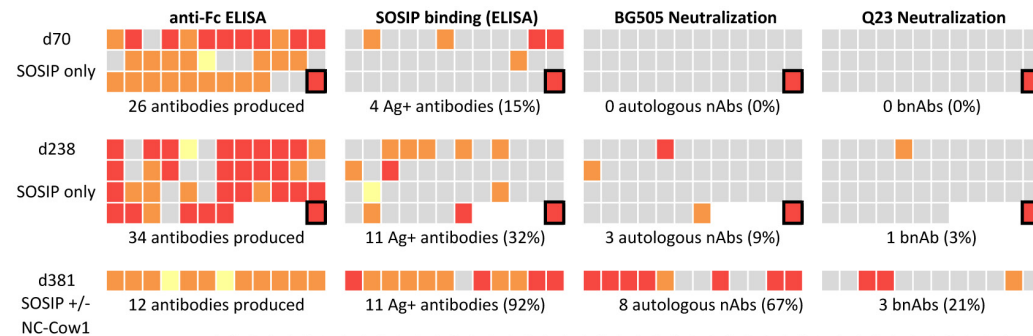 anti-Fc ELISA SOSIP binding (ELISA) BG505 Neutralization Q23 Neutralization
d70
SOSIP only
26 antibodies produced 4 Ag+ antibodies (15%) 0 autologous nAbs (0%) 0 bnAbs (0%)
d238
SOSIP only
34 antibodies produced 11 Ag+ antibodies (32%) 3 autologous nAbs (9%) 1 bnAb (3%)
d381
SOSIP +/-
NC-Cow1
12 antibodies produced 11 Ag+ antibodies (92%) 8 autologous nAbs (67%) 3 bnAbs (21%)